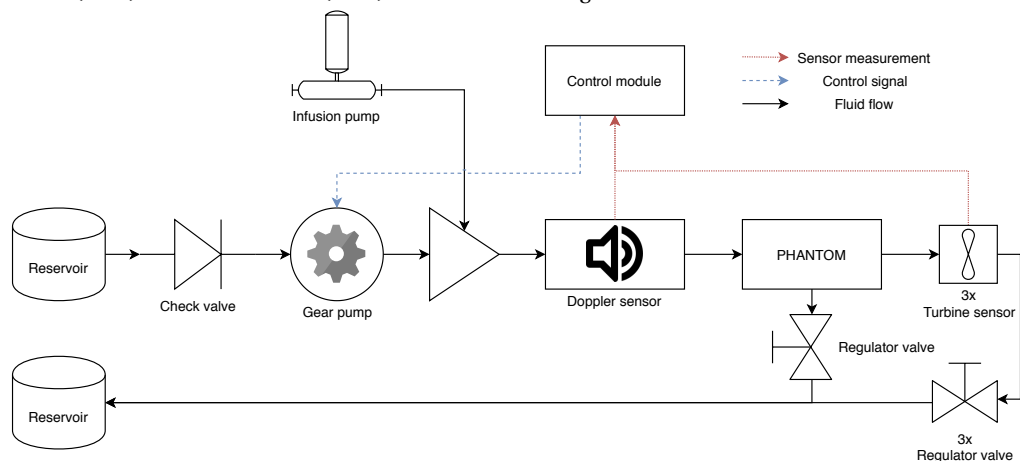 Control module
Sensor measurement
Control signal
Fluid flow
Infusion pump
Reservoir
Check valve
Gear pump
Doppler sensor
PHANTOM
3x
Turbine sensor
Regulator valve
Reservoir
3x
Regulator valve